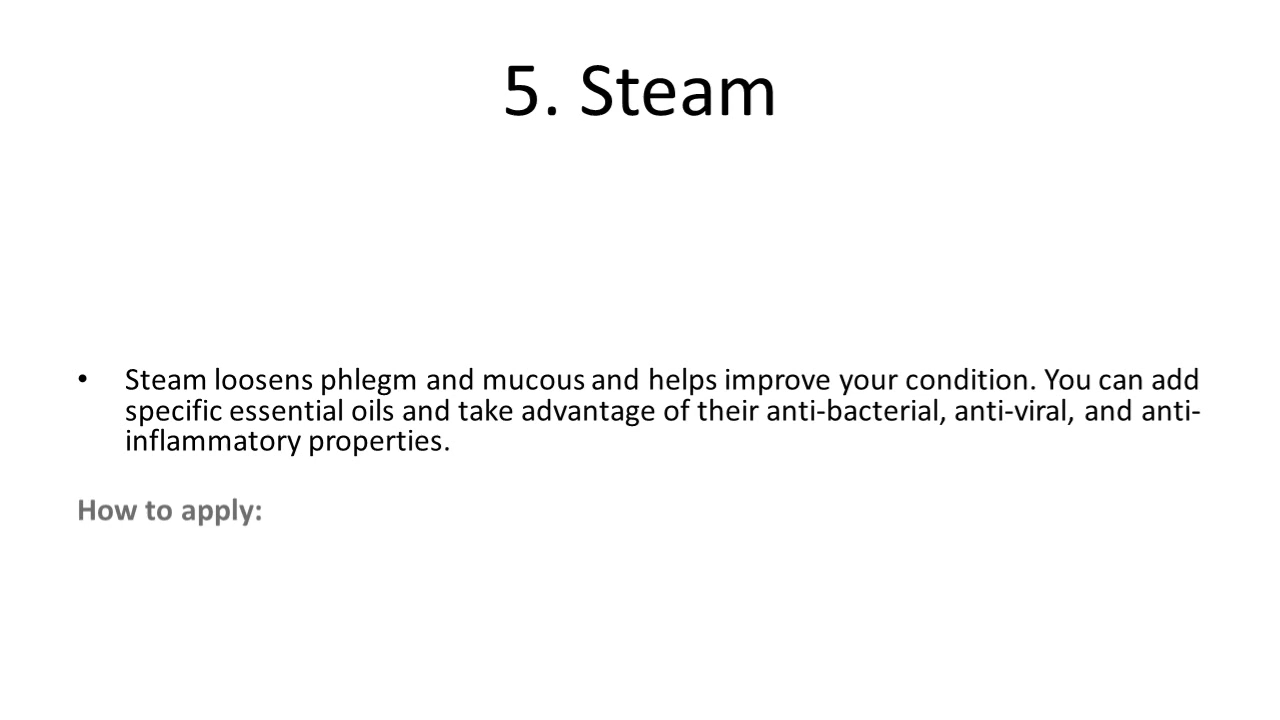 5. Steam
• Steam loosens phlegm and mucous and helps improve your condition. You can add
specific essential oils and take advantage of their anti-bacterial, anti-viral, and anti-
inflammatory properties.
How to apply: